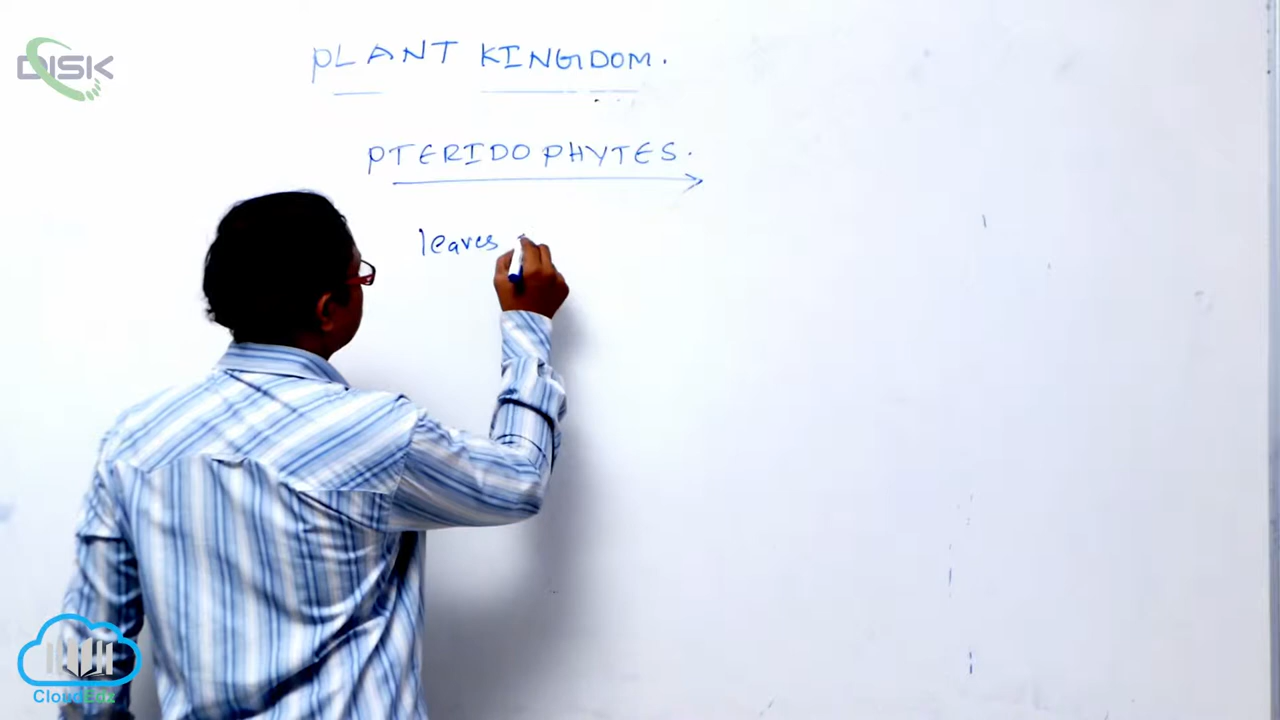 DISK
PLANT KINGDOM.
PTERIDOPHYTES.
leaves
CloudEdz